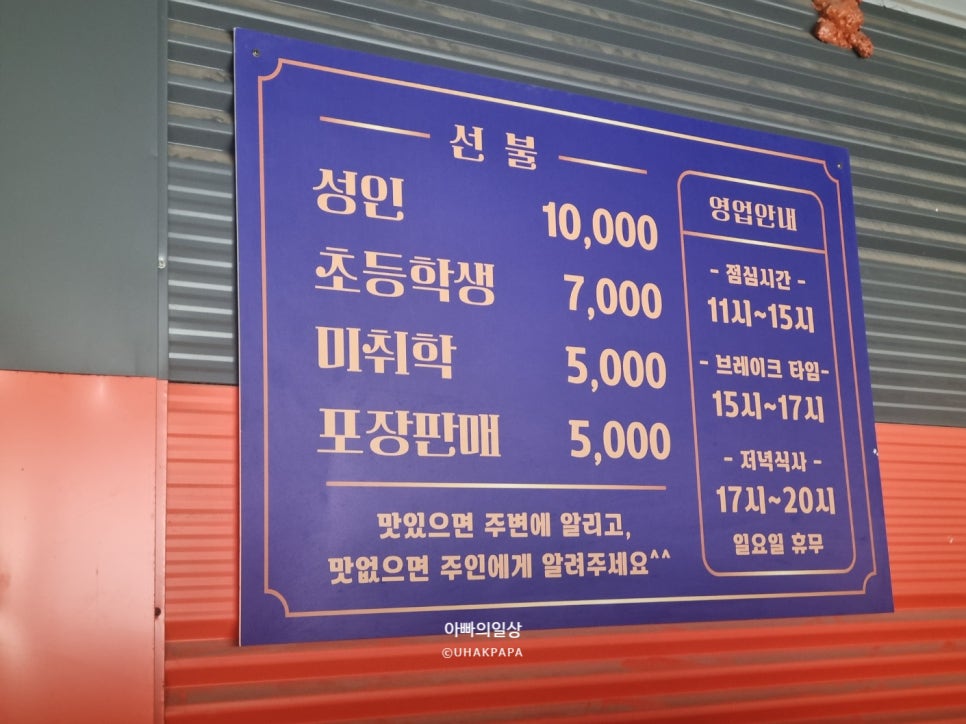 선 불
성인 10,000
초등학생 7,000
미취학 5,000
포장판매 5,000
맛있으면 주변에 알리고,
맛없으면 주인에게 알려주세요^^
영업안내
- 점심시간 -
11시~15시
- 브레이크 타임-
15시~17시
- 저녁식사 -
17시~20시
일요일 휴무
아빠의일상
©UHAKPAPA